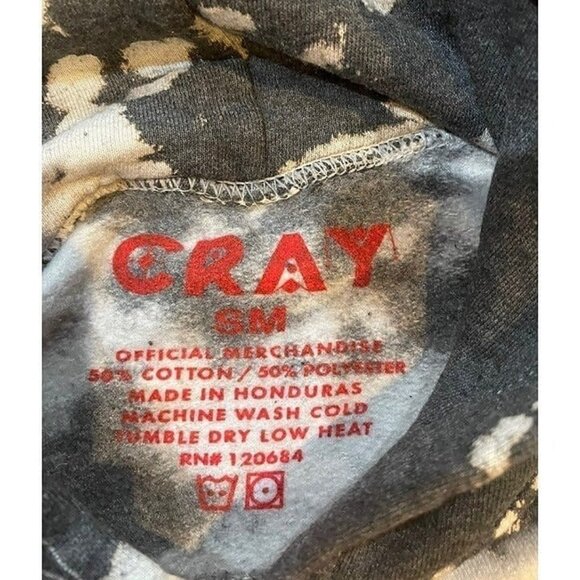 CRAY
SM
OFFICIAL MERCHANDISE
50% COTTON / 50% POLYESTER
MADE IN HONDURAS
MACHINE WASH COLD
TUMBLE DRY LOW HEAT
RN# 120684